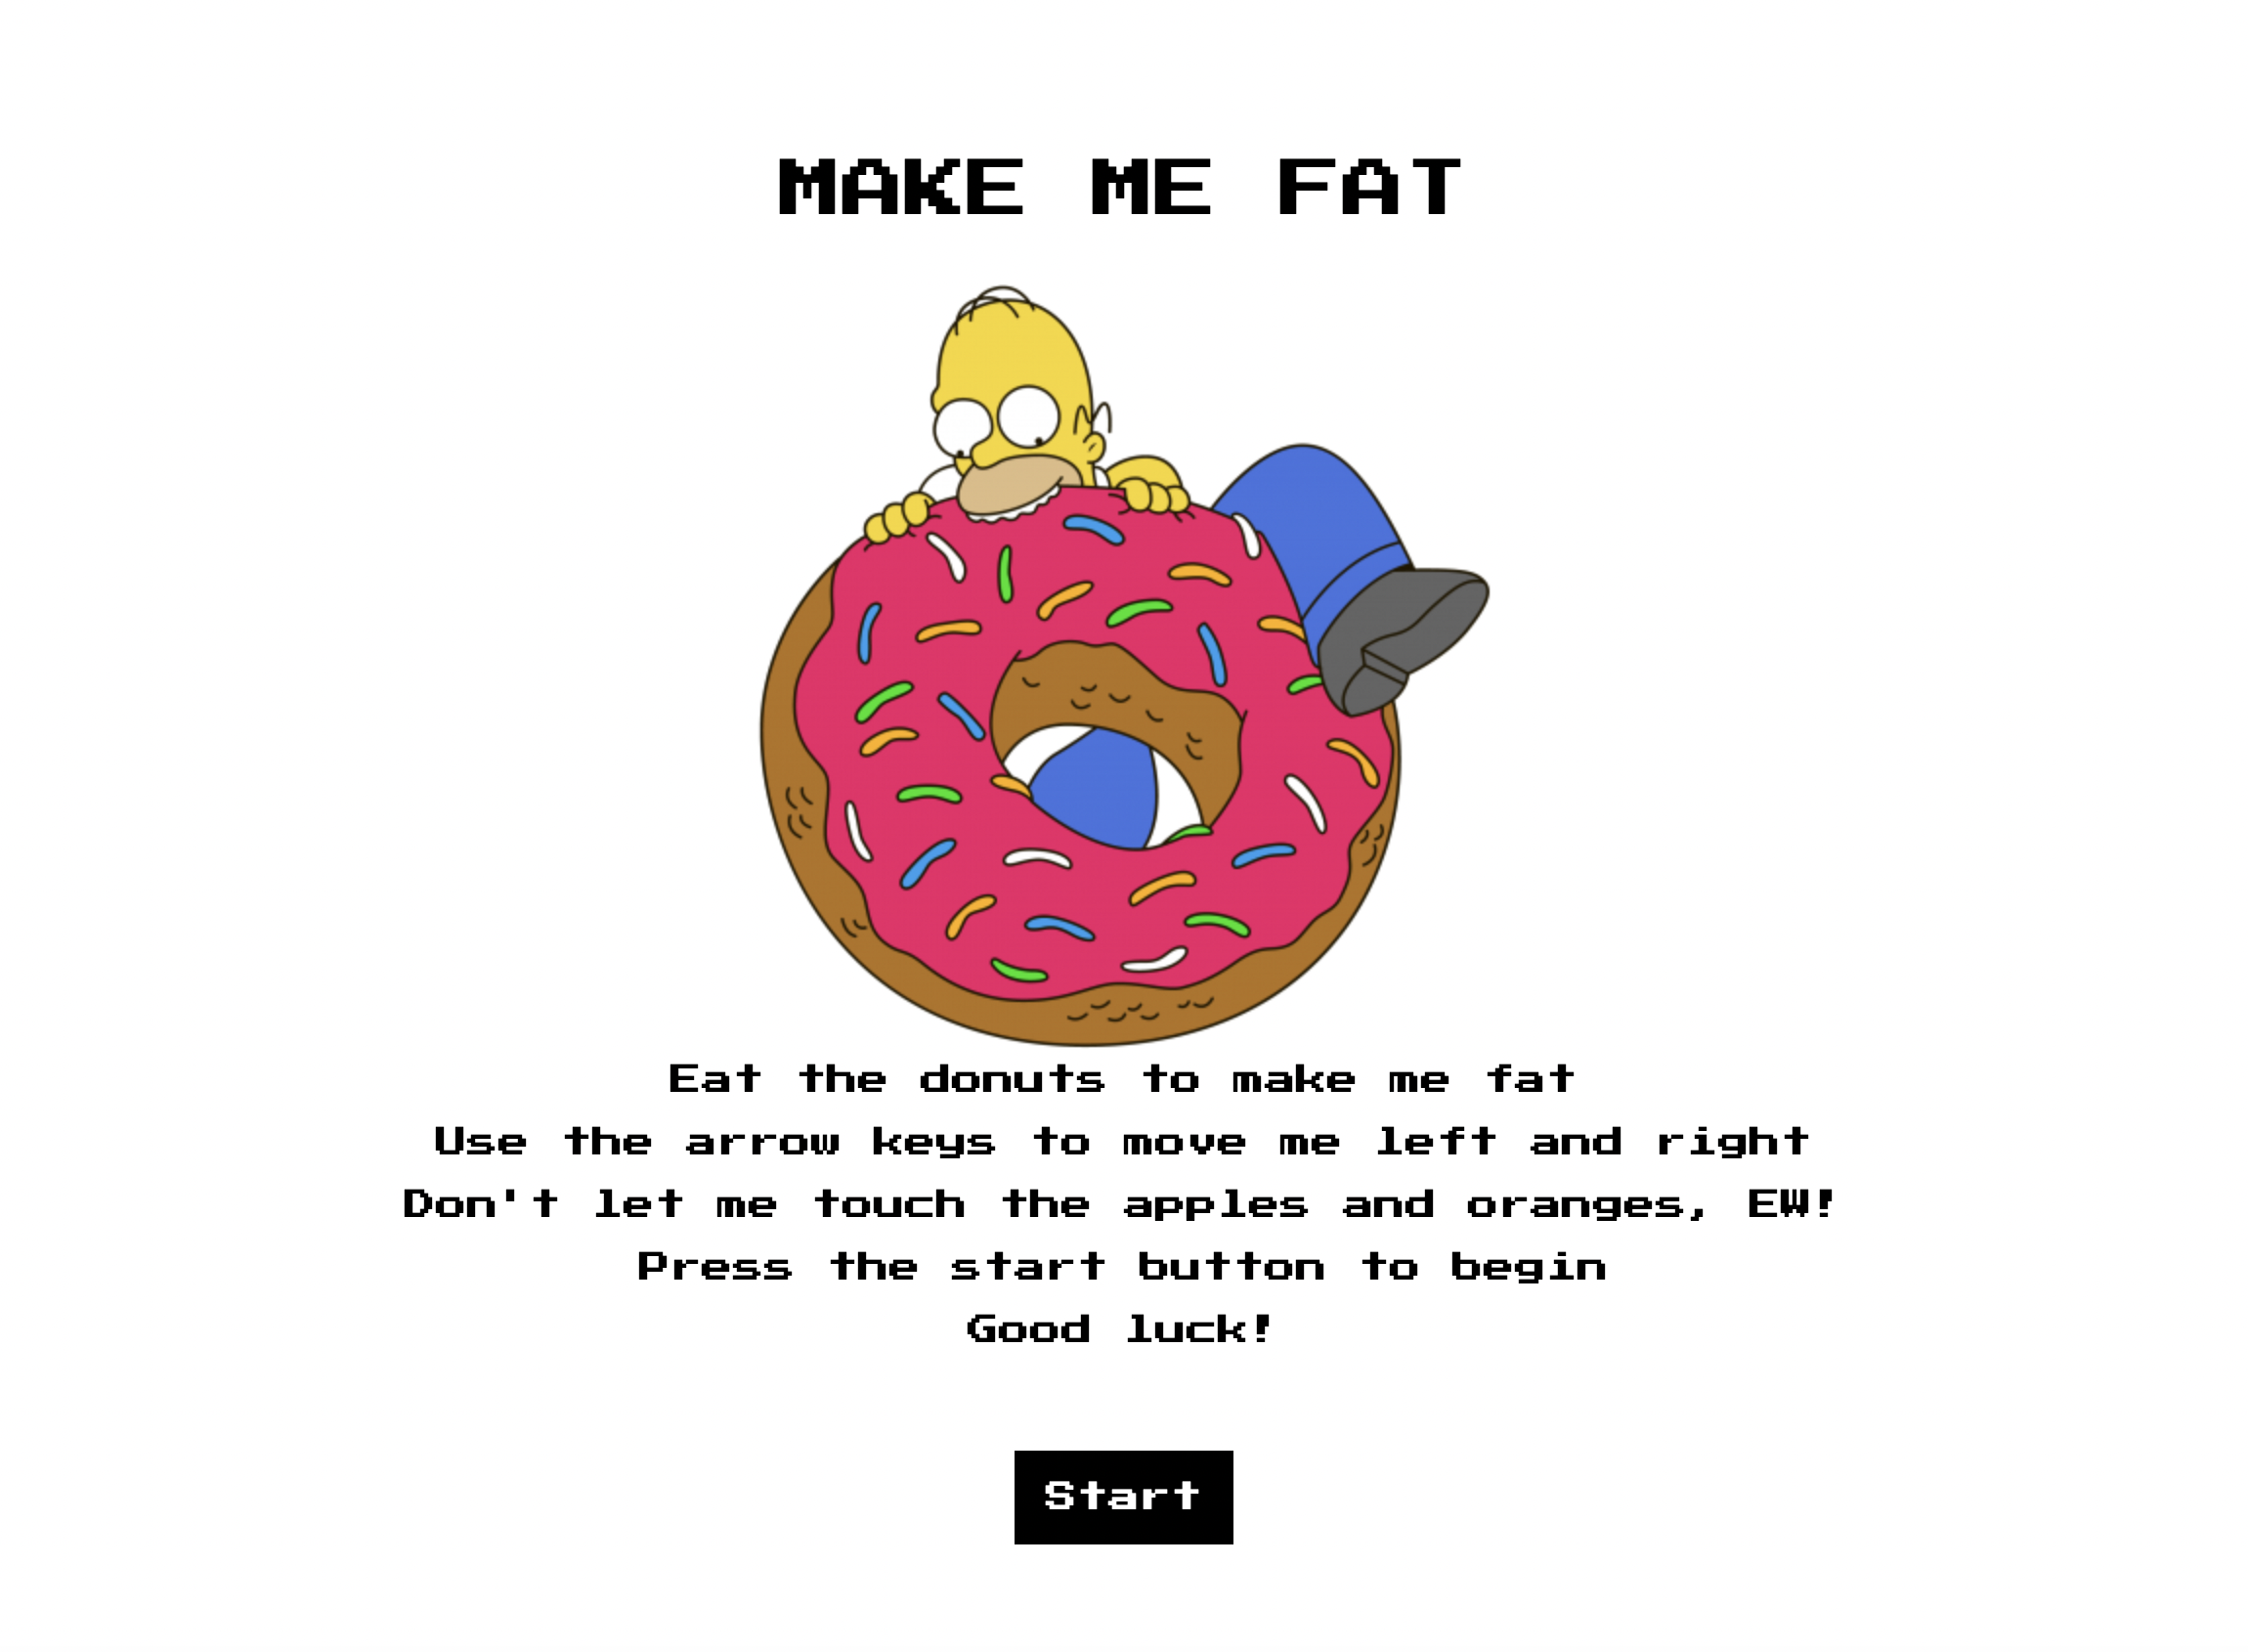 MAKE ME FAT
Eat the donuts to make me fat
Use the arrow keys to move me left and right
Don't let me touch the apples and oranges, EW!
Press the start button to begin
Good luck!
Start